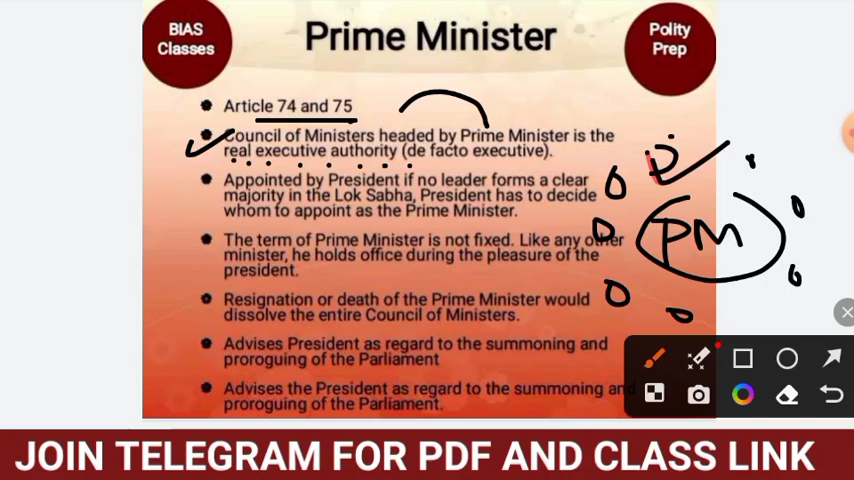 BIAS
Classes
Prime Minister
Polity
Prep
Article 74 and 75
Council of Ministers headed by Prime Minister is the
real executive authority (de facto executive).
Appointed by President if no leader forms a clear
majority in the Lok Sabha, President has to decide
whom to appoint as the Prime Minister.
The term of Prime Minister is not fixed. Like any other
minister, he holds office during the pleasure of the
president.
PM
Resignation or death of the Prime Minister would
dissolve the entire Council of Ministers.
Advises President as regard to the summoning and
proroguing of the Parliament
Advises the President as regard to the summoning and
proroguing of the Parliament.
JOIN TELEGRAM FOR PDF AND CLASS LINK